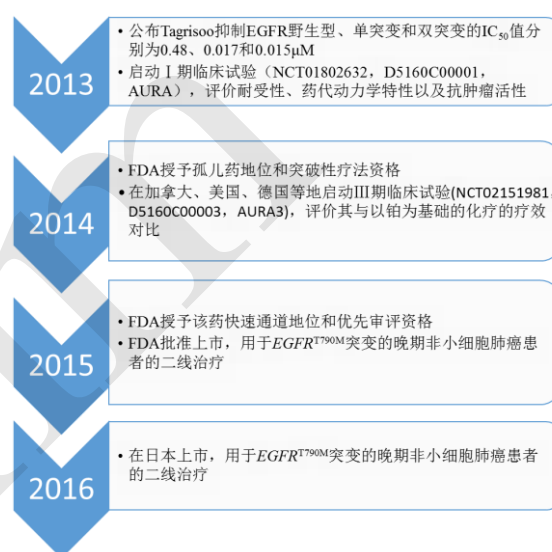 2013
• 公布Tagrisoo抑制EGFR野生型、单突变和双突变的IC50值分
别为0.48、0.017和0.015μM
• 启动Ⅰ期临床试验（NCT01802632，D5160C00001，
AURA），评价耐受性、药代动力学特性以及抗肿瘤活性
2014
• FDA授予孤儿药地位和突破性疗法资格
• 在加拿大、美国、德国等地启动Ⅲ期临床试验(NCT02151981,
D5160C00003，AURA3)，评价其与以铂为基础的化疗的疗效
对比
2015
• FDA授予该药快速通道地位和优先审评资格
• FDA批准上市，用于EGFRT790M突变的晚期非小细胞肺癌患
者的二线治疗
2016
• 在日本上市，用于EGFRT790M突变的晚期非小细胞肺癌患者
的二线治疗